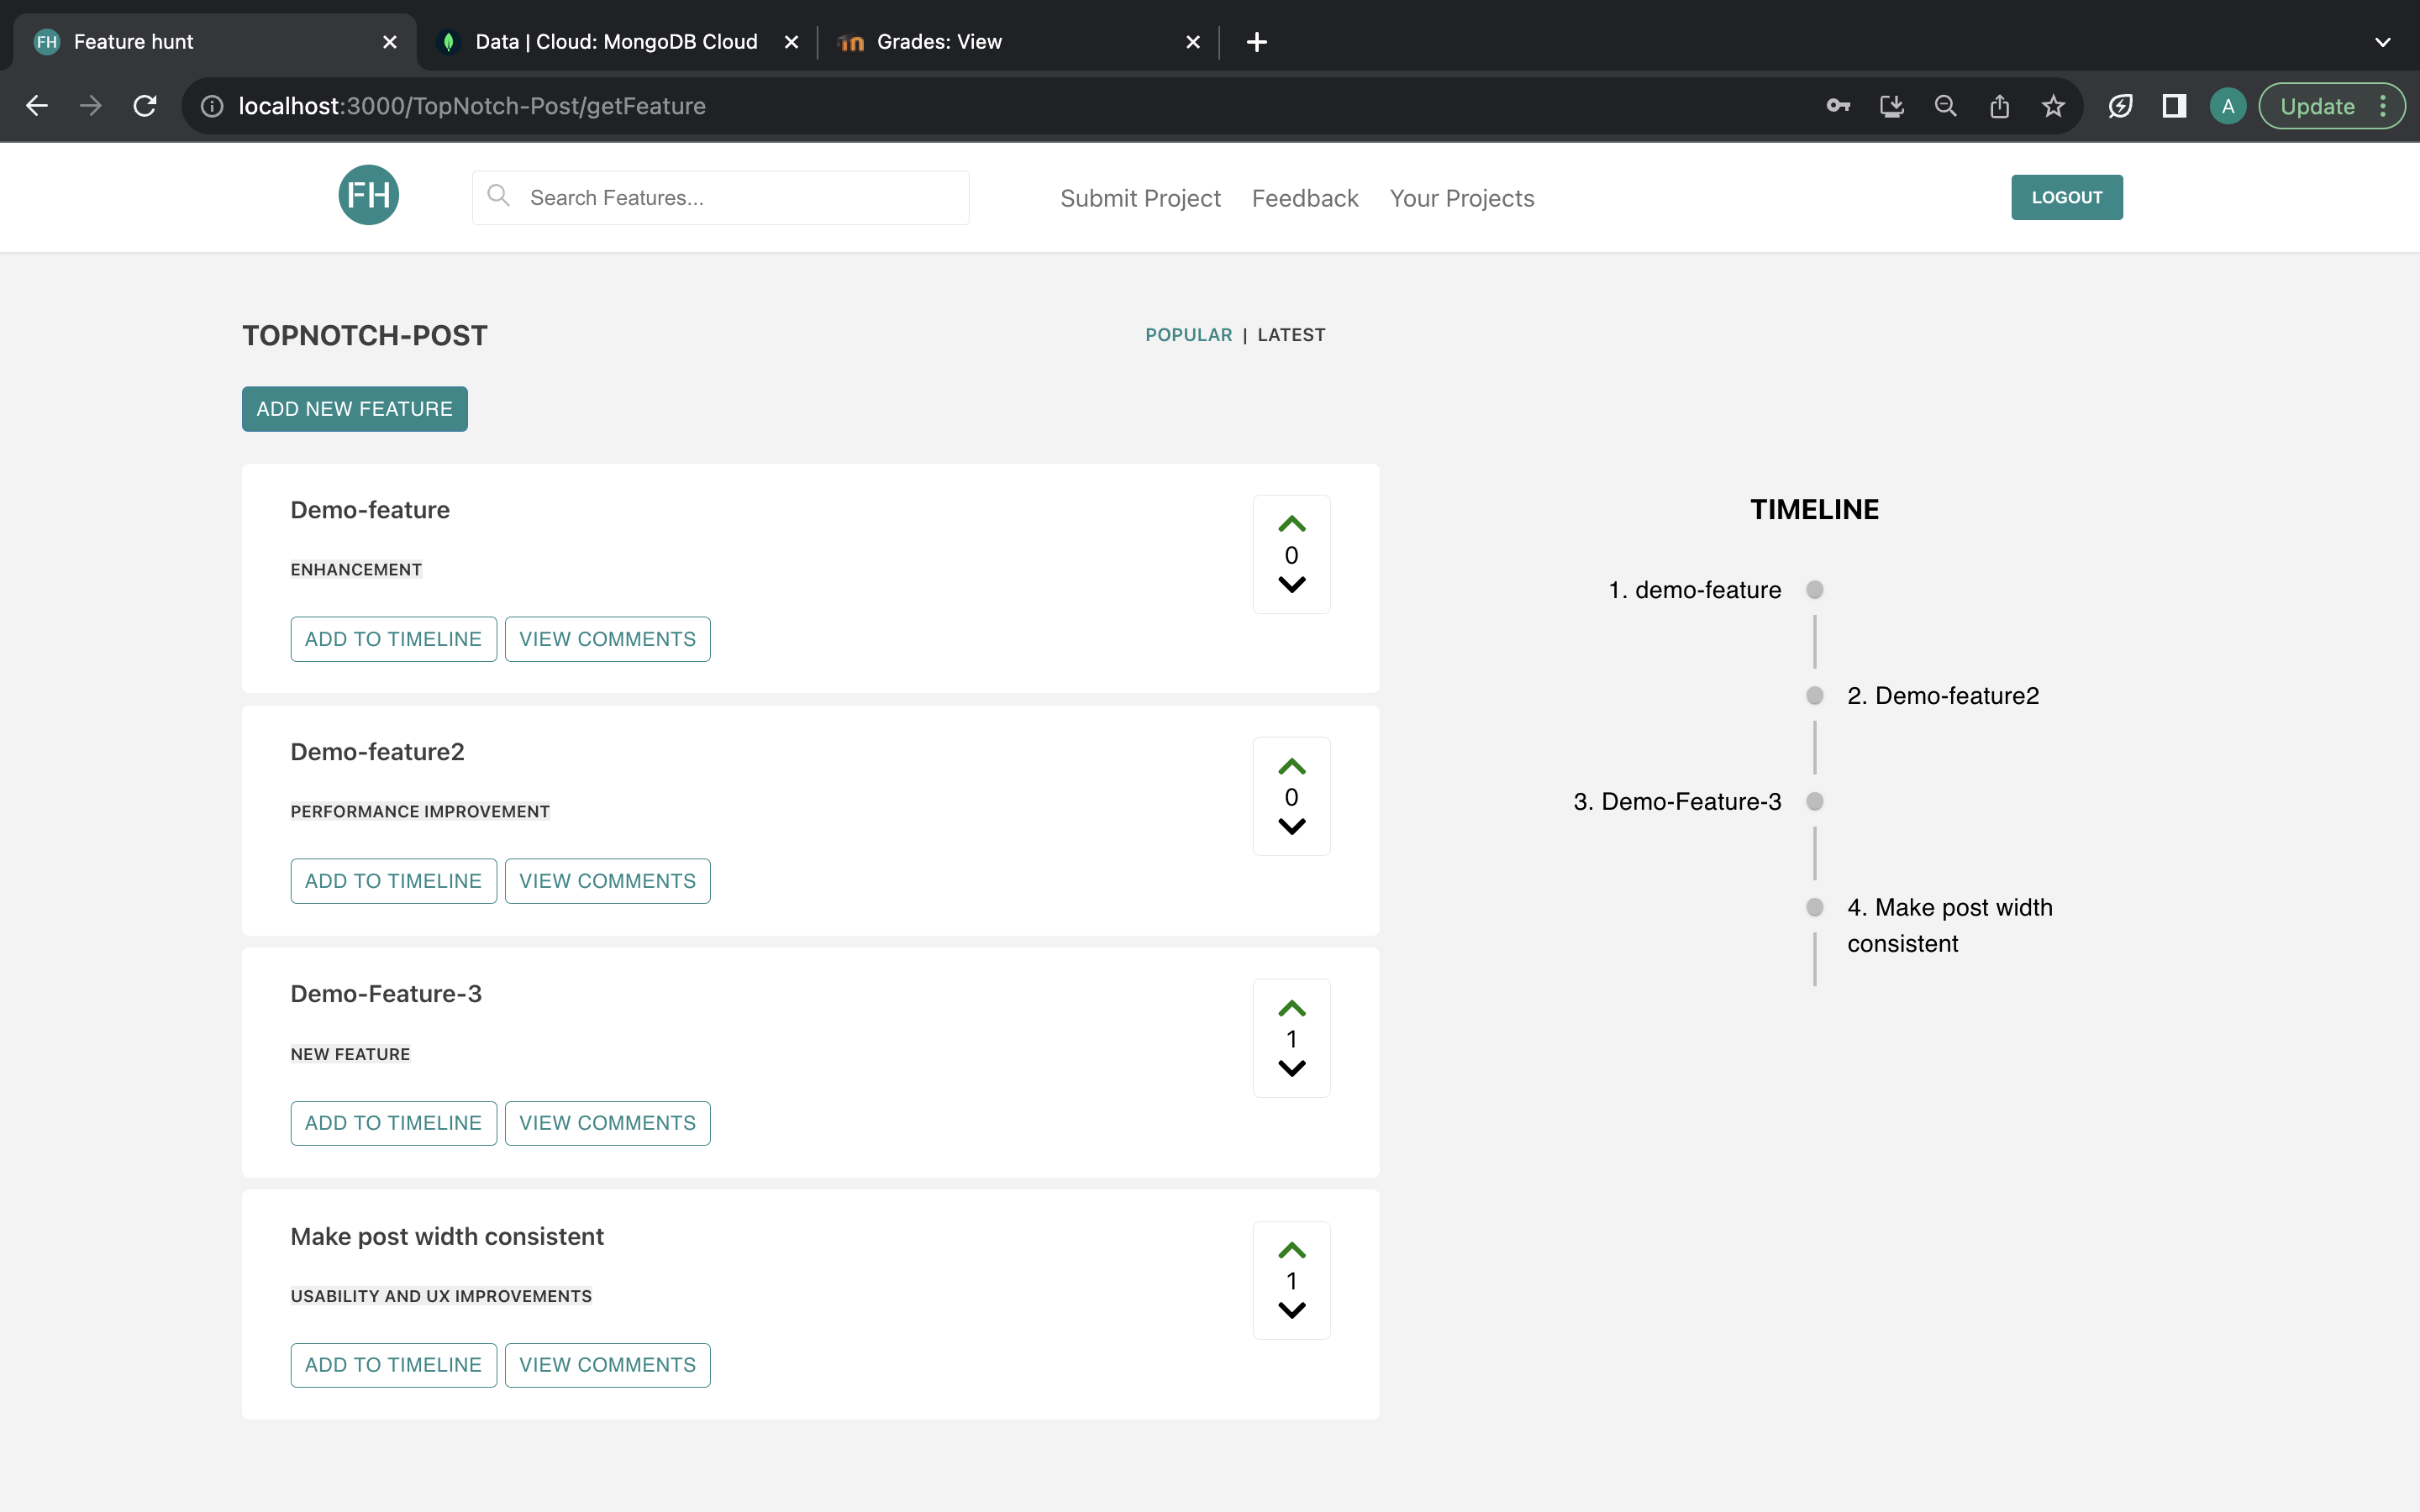 FH Feature hunt
Data | Cloud: MongoDB Cloud
Grades: View
localhost:3000/TopNotch-Post/getFeature
A
Update
FH
Search Features...
Submit Project
Feedback
Your Projects
LOGOUT
TOPNOTCH-POST
POPULAR | LATEST
ADD NEW FEATURE
Demo-feature
0
ENHANCEMENT
ADD TO TIMELINE
VIEW COMMENTS
Demo-feature2
0
PERFORMANCE IMPROVEMENT
ADD TO TIMELINE
VIEW COMMENTS
Demo-Feature-3
1
NEW FEATURE
ADD TO TIMELINE
VIEW COMMENTS
Make post width consistent
1
USABILITY AND UX IMPROVEMENTS
ADD TO TIMELINE
VIEW COMMENTS
TIMELINE
1. demo-feature
2. Demo-feature2
3. Demo-Feature-3
4. Make post width
consistent